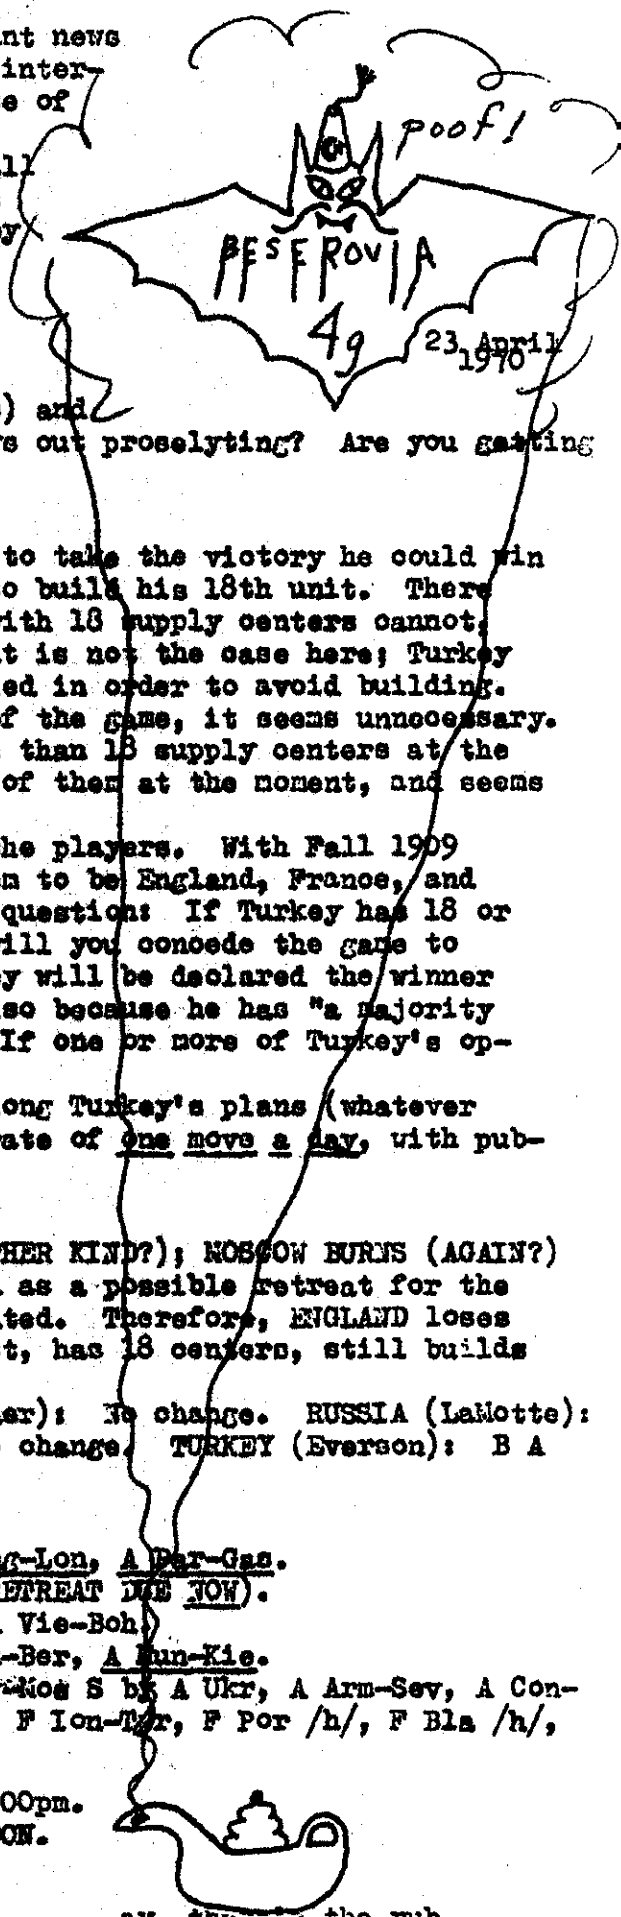 nt news
inter-
e of
poof!
ll
y
BESEROVIA
49
23 April
1970
) and
s out proselyting? Are you getting
to take the victory he could win
o build his 18th unit. There
ith 18 supply centers cannot,
t is not the case here; Turkey
ed in order to avoid building.
f the game, it seems unnecessary.
than 18 supply centers at the
of them at the moment, and seems
he players. With Fall 1909
m to be England, France, and
question: If Turkey has 18 or
ill you concede the game to
y will be declared the winner
so because he has "a majority
If one or more of Turkey's op-
ong Turkey's plans (whatever
ate of one move a day, with pub-
HER KIND?); MOSCOW BURNS (AGAIN?)
as a possible retreat for the
ted. Therefore, ENGLAND loses
t, has 18 centers, still builds
er): No change. RUSSIA (LaMotte):
change. TURKEY (Everson): B A
g-Lon, A Par-Gas.
ETREAT DUE NOW).
Vie-Boh
-Ber, A Mun-Kie.
-Mos S by A Ukr, A Arm-Sev, A Con-
F Ion-Tyr, F Por /h/, F Bla /h/,
00pm.
ON.